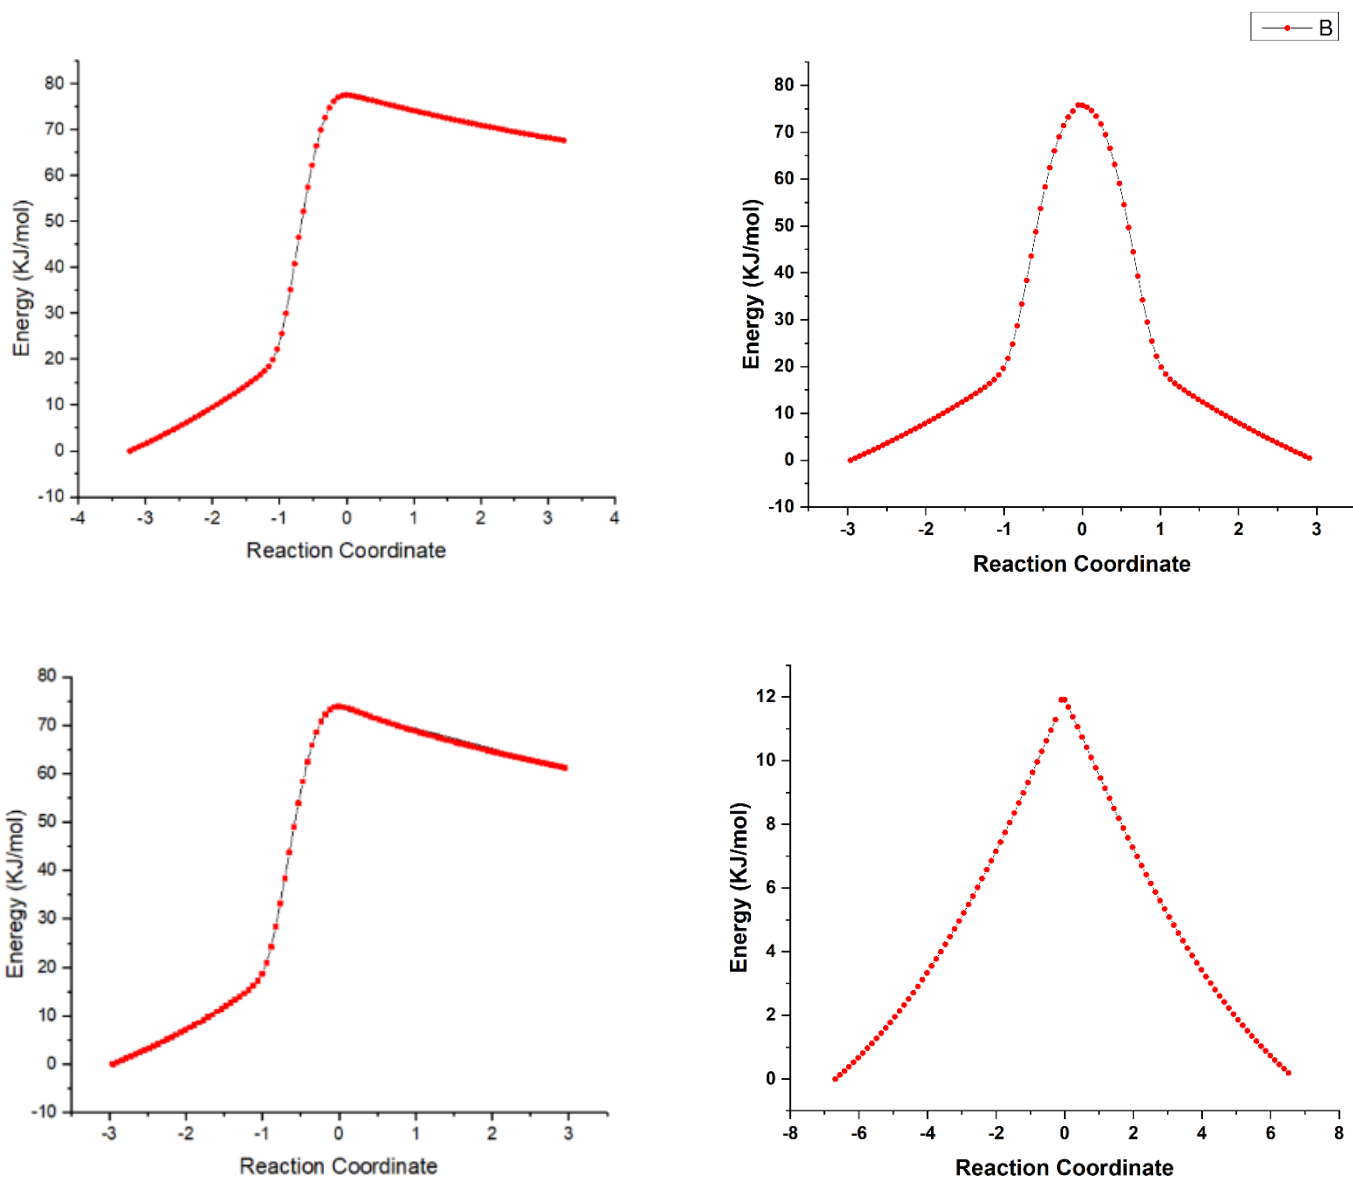 B
80
70
60
50
40
30
20
10
0
-10
Energy (KJ/mol)
-4 -3 -2 -1 0 1 2 3 4
Reaction Coordinate
80
70
60
50
40
30
20
10
0
-10
Energy (KJ/mol)
-3 -2 -1 0 1 2 3
Reaction Coordinate
80
70
60
50
40
30
20
10
0
-10
Eneregy (KJ/mol)
-3 -2 -1 0 1 2 3
Reaction Coordinate
12
10
8
6
4
2
0
Energy (KJ/mol)
-8 -6 -4 -2 0 2 4 6 8
Reaction Coordinate